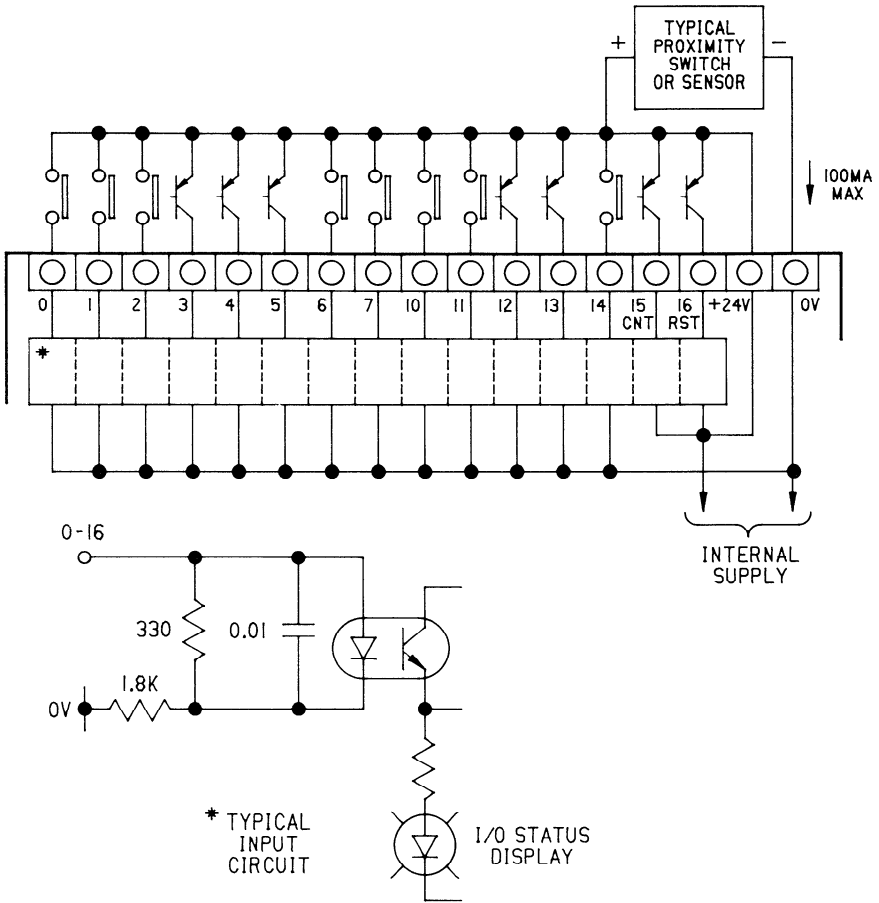 TYPICAL
PROXIMITY
SWITCH
OR SENSOR
+ −
100MA
MAX
0 1 2 3 4 5 6 7 10 11 12 13 14 15 16 +24V 0V
CNT RST
*
INTERNAL
SUPPLY
0-16
330 0.01
1.8K
0V
* TYPICAL
INPUT
CIRCUIT
I/O STATUS
DISPLAY